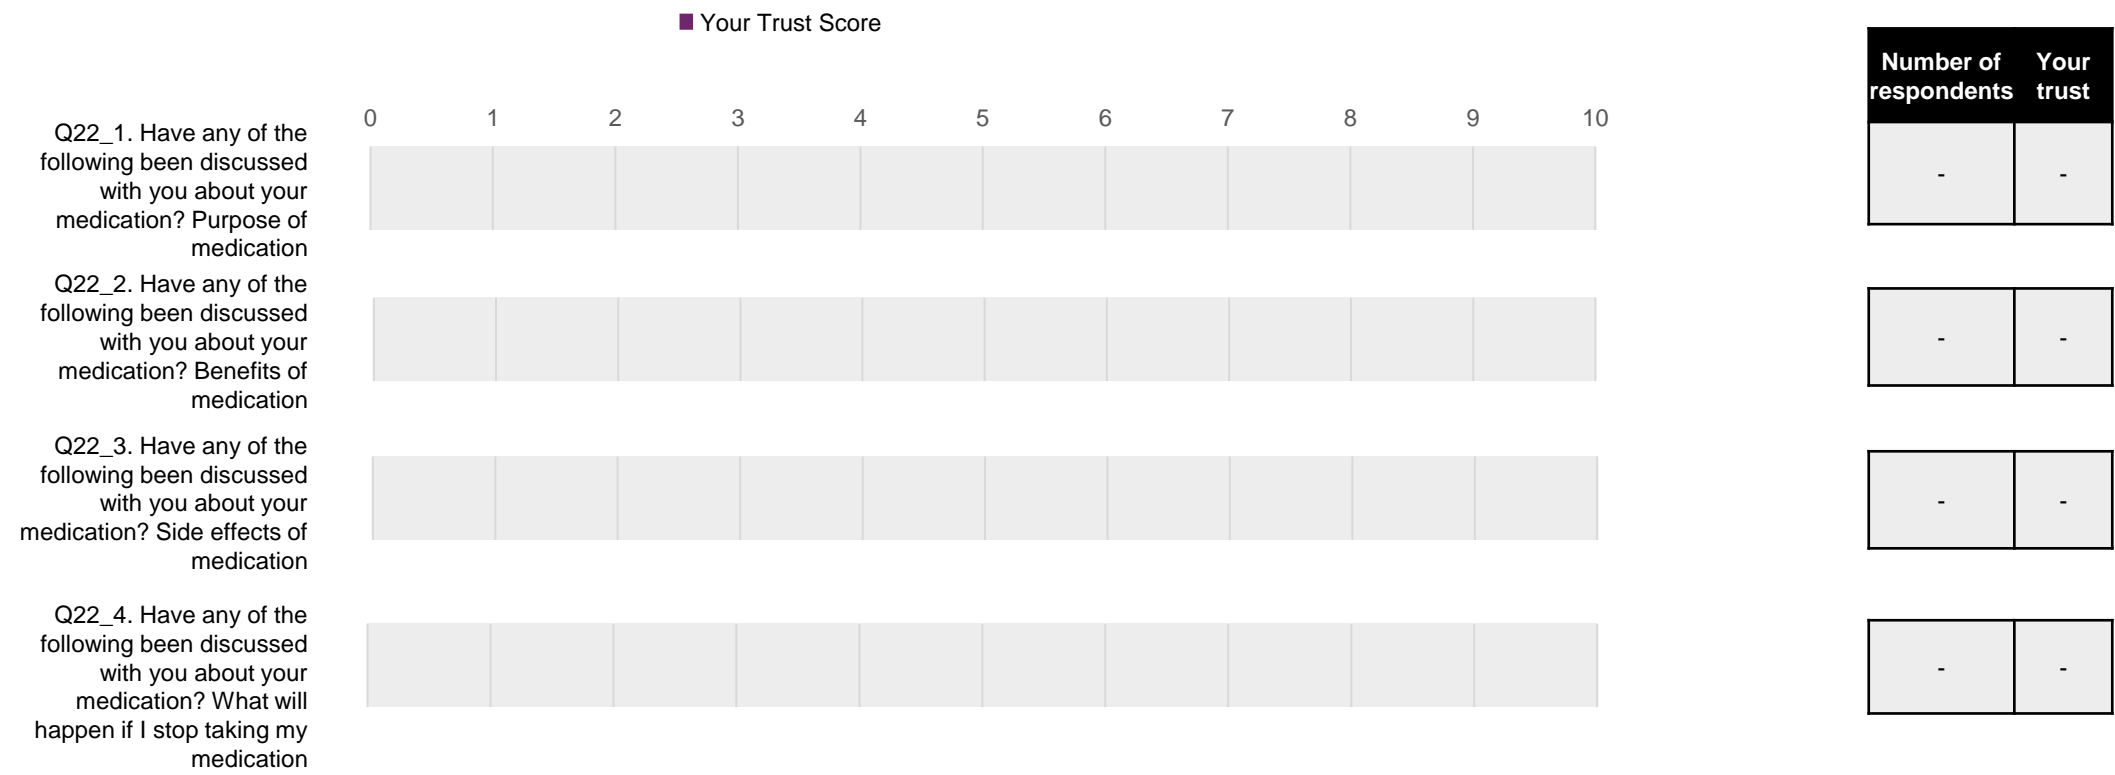 Your Trust Score
Number of
respondents
Your
trust
0 1 2 3 4 5 6 7 8 9 10
Q22_1. Have any of the
following been discussed
with you about your
medication? Purpose of
medication
- -
Q22_2. Have any of the
following been discussed
with you about your
medication? Benefits of
medication
- -
Q22_3. Have any of the
following been discussed
with you about your
medication? Side effects of
medication
- -
Q22_4. Have any of the
following been discussed
with you about your
medication? What will
happen if I stop taking my
medication
- -